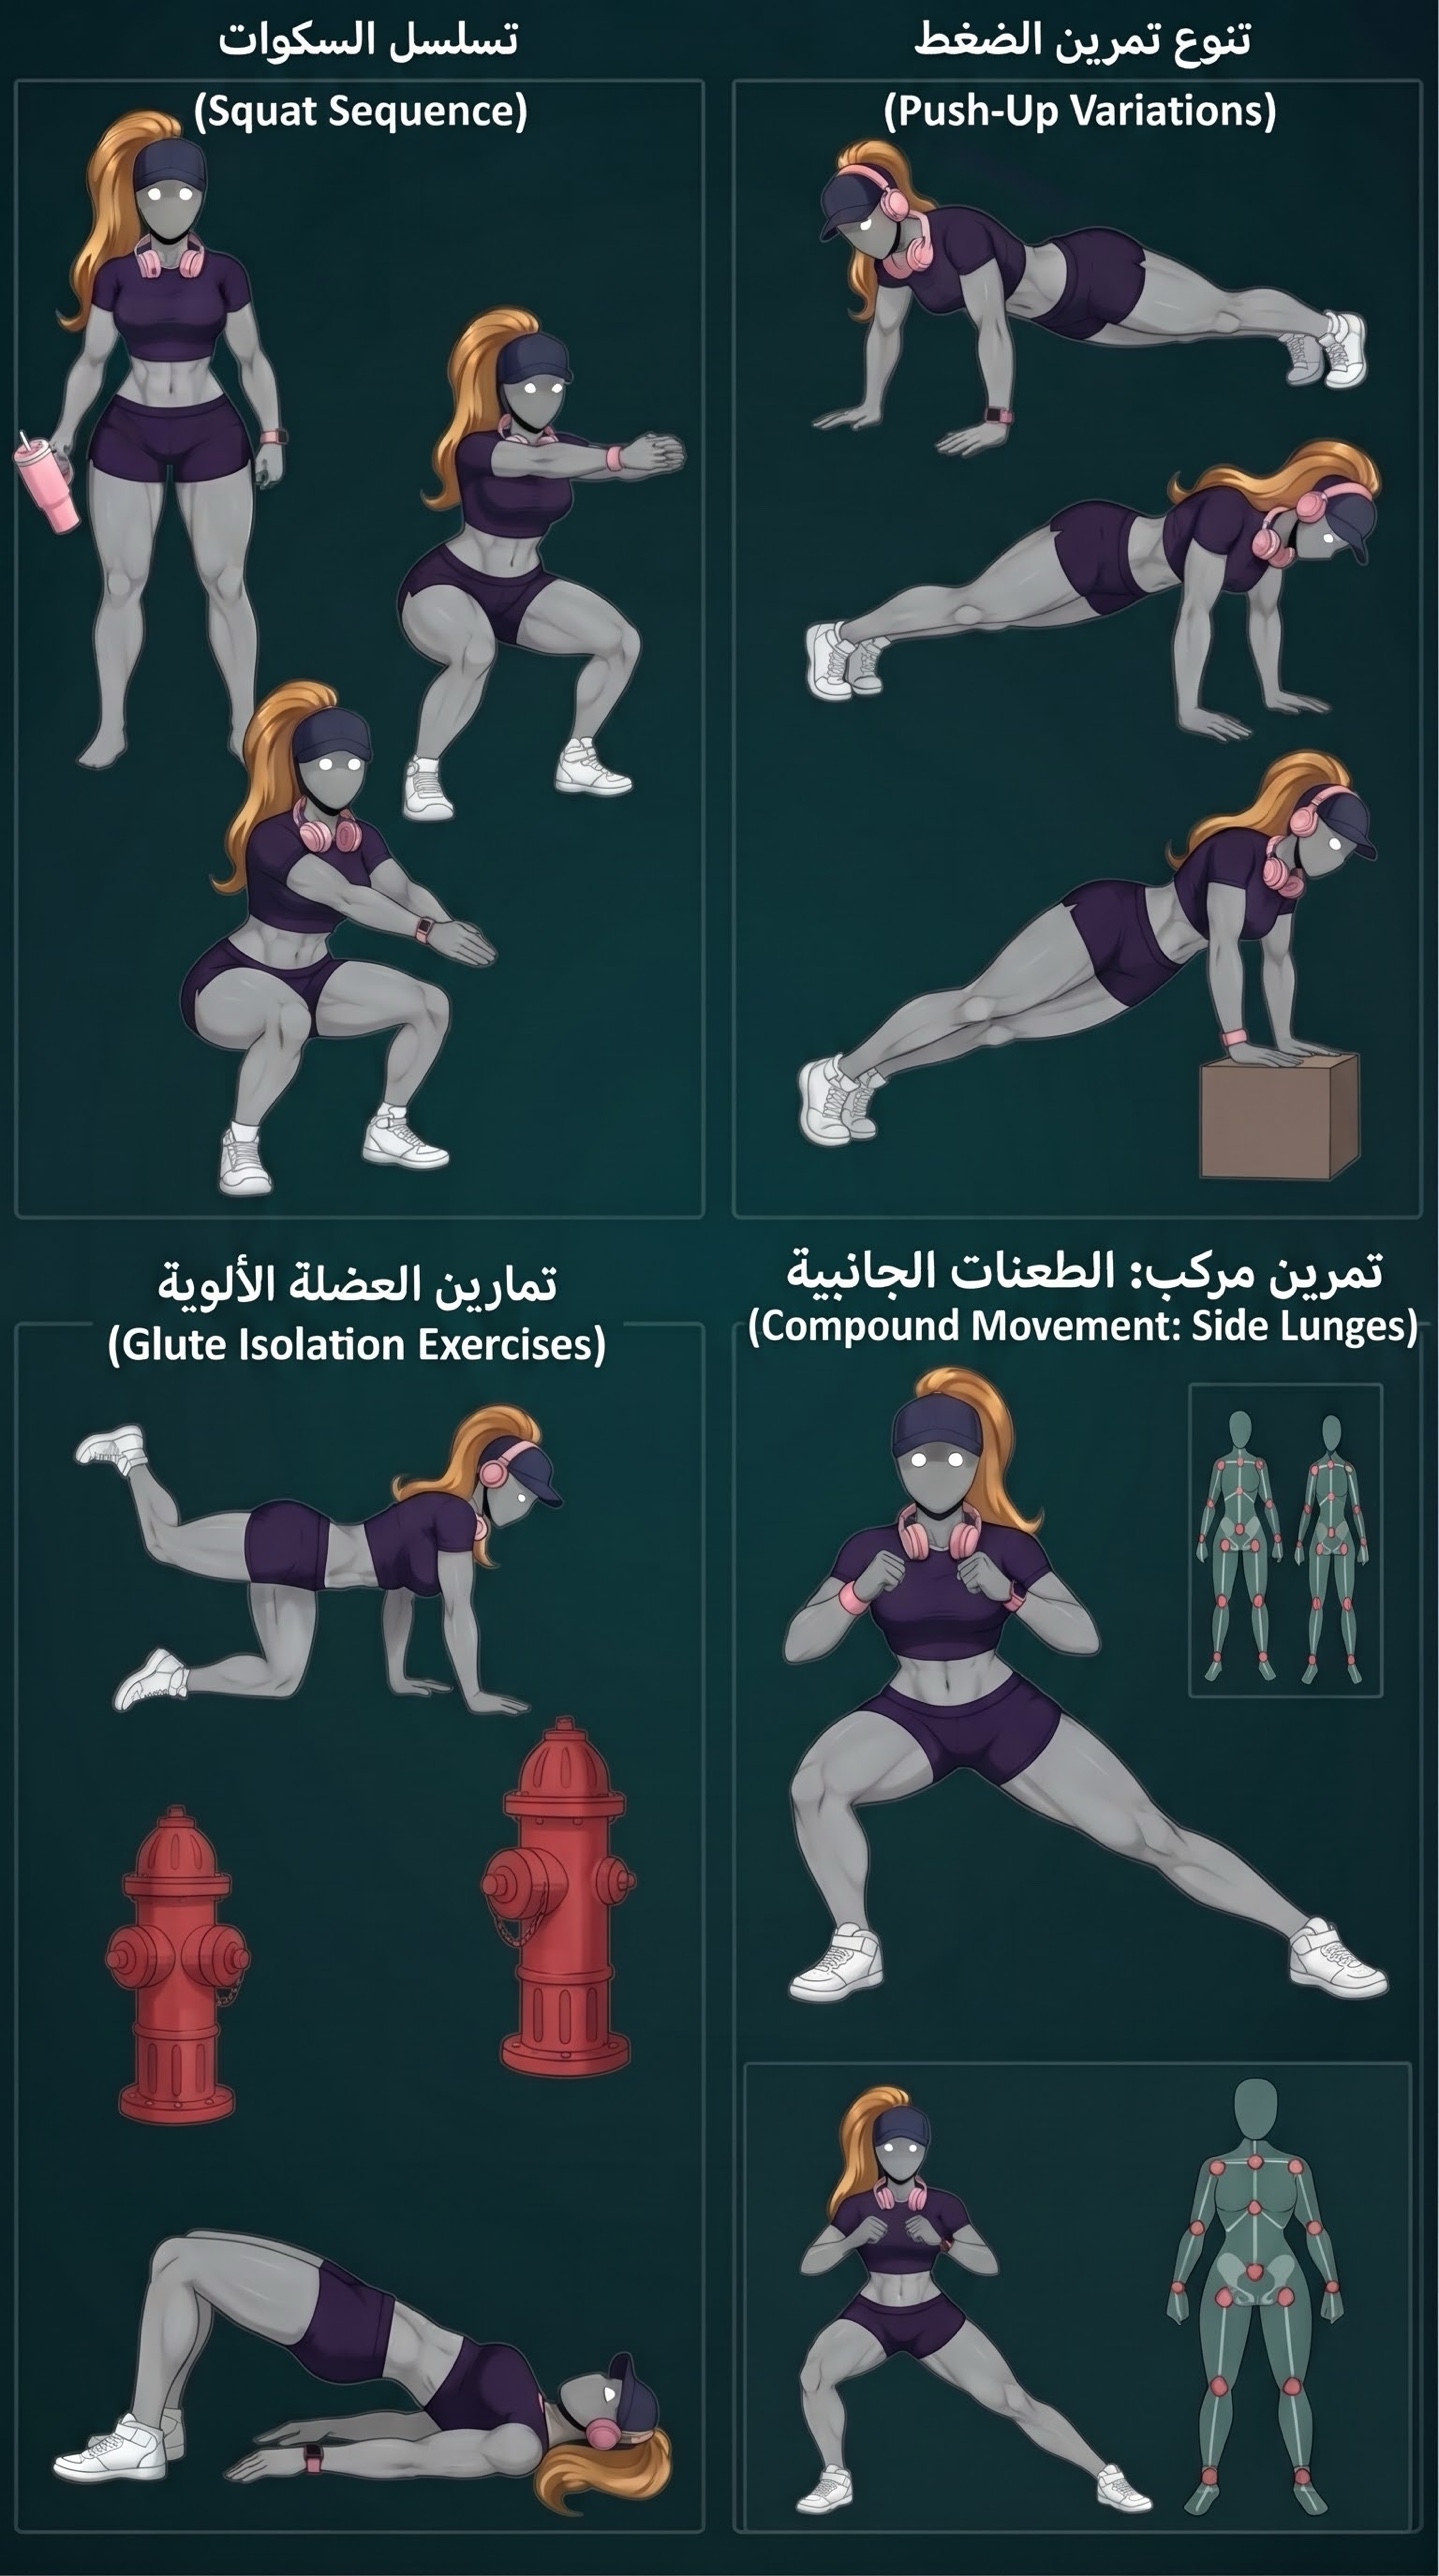 تنوع تمرين الضغط
(Push-Up Variations)
تسلسل السكوات
(Squat Sequence)
تمرين مركب: الطعنات الجانبية
(Compound Movement: Side Lunges)
تمارين العضلة الألوية
(Glute Isolation Exercises)